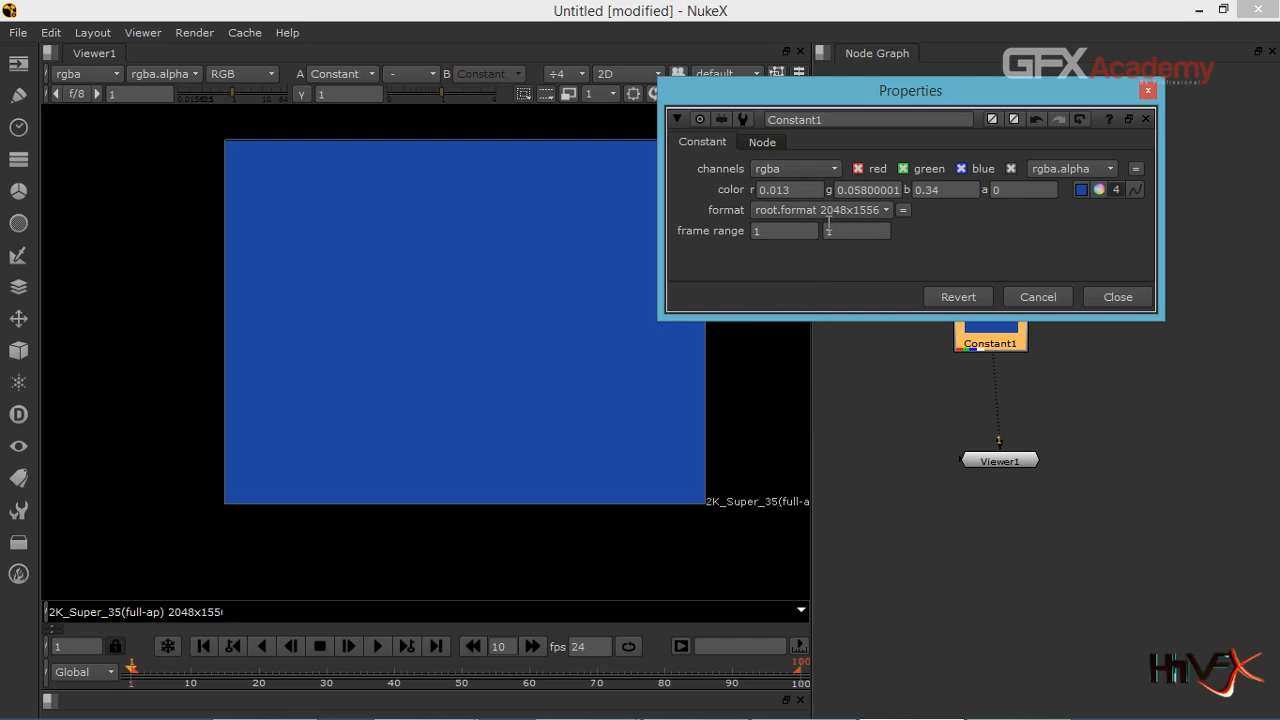 Untitled [modified] - NukeX
File Edit Layout Viewer Render Cache Help
Viewer1
Node Graph
GFX Academy
rgba rgba.alpha RGB A Constant - B Constant ÷4 2D default
f/8 1 γ 1 1
Properties
Constant1
Constant Node
channels rgba red green blue rgba.alpha =
color r 0.013 g 0.05800001 b 0.34 a 0 4
format root.format 2048x1556 =
frame range 1
Revert Cancel Close
Constant1
1
Viewer1
2K_Super_35(full-a
2K_Super_35(full-ap) 2048x155
1 10 fps 24
Global 1 1 10 20 30 40 50 60 70 80 90 100 100
HhVFX